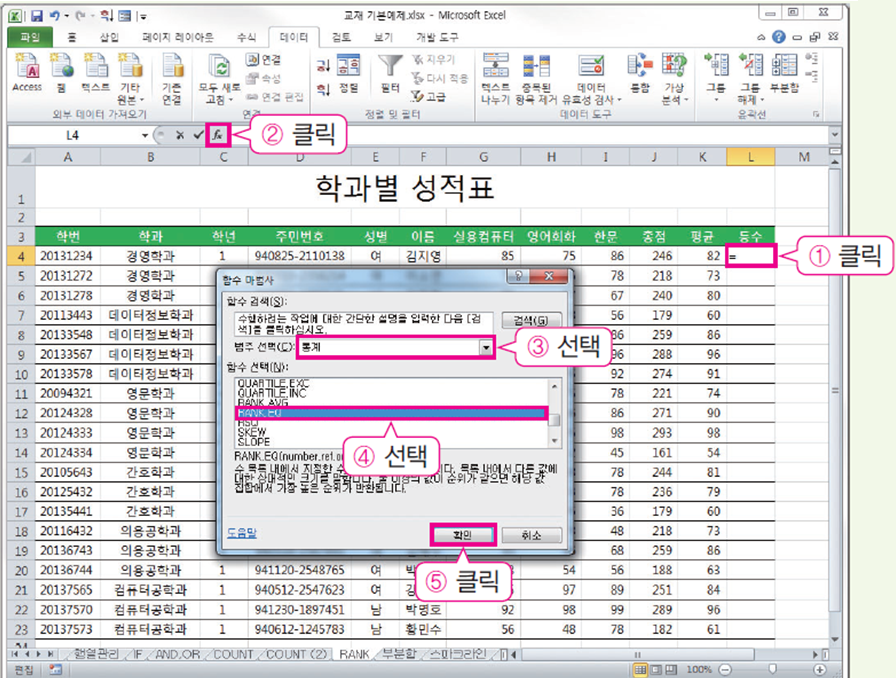 교재 기본예제.xlsx - Microsoft Excel
파일 홈 삽입 페이지 레이아웃 수식 데이터 검토 보기 개발 도구
Access 웹 텍스트 기타 원본 기존 연결 모두 새로 고침 연결 속성 연결 편집 정렬 필터 지우기 다시 적용 고급 텍스트 나누기 중복된 항목 제거 데이터 유효성 검사 통합 가상 분석 그룹 그룹 해제 부분합
외부 데이터 가져오기 연결 정렬 및 필터 데이터 도구 윤곽선
L4 fx ② 클릭
A B C D E F G H I J K L M
1 학과별 성적표
2
3 학번 학과 학년 주민번호 성별 이름 실용컴퓨터 영어회화 한문 총점 평균 등수
4 20131234 경영학과 1 940825-2110138 여 김지영 85 75 86 246 82 =
① 클릭
5 20131272 경영학과 78 218 73
6 20131278 경영학과 67 240 80
7 20113443 데이터정보학과 56 179 60
8 20133548 데이터정보학과 86 259 86
9 20133567 데이터정보학과 96 288 96
10 20133578 데이터정보학과 92 274 91
11 20094321 영문학과 78 221 74
12 20124328 영문학과 86 271 90
13 20124333 영문학과 98 293 98
14 20124334 영문학과 45 161 54
15 20105643 간호학과 78 244 81
16 20125432 간호학과 78 236 79
17 20135441 간호학과 36 179 60
18 20116432 의용공학과 48 218 73
19 20136743 의용공학과 68 259 86
20 20136744 의용공학과 1 941120-2548765 여 54 56 188 63
21 20137565 컴퓨터공학과 1 940512-2547623 여 97 89 251 84
22 20137570 컴퓨터공학과 1 941230-1897451 남 박명호 92 98 99 289 96
23 20137573 컴퓨터공학과 1 940612-1245783 남 황민수 56 48 78 182 61
함수 마법사
함수 검색(S):
수행하려는 작업에 대한 간단한 설명을 입력한 다음 [검
색]을 클릭하십시오.
검색(G)
범주 선택(C): 통계
③ 선택
함수 선택(N):
QUARTILE.EXC
QUARTILE.INC
RANK.AVG
RANK.EQ
RSQ
SKEW
SLOPE
④ 선택
RANK.EQ(number,ref,
수 목록 내에서 지정한 수 다. 목록 내에서 다른 값에
대한 상대적인 크기를 말합니다. 둘 이상의 값이 순위가 같으면 해당 값
집합에서 가장 높은 순위가 반환됩니다.
도움말 확인 취소
⑤ 클릭
행열관리 IF AND,OR COUNT COUNT (2) RANK 부분합 스파크라인
편집 100%